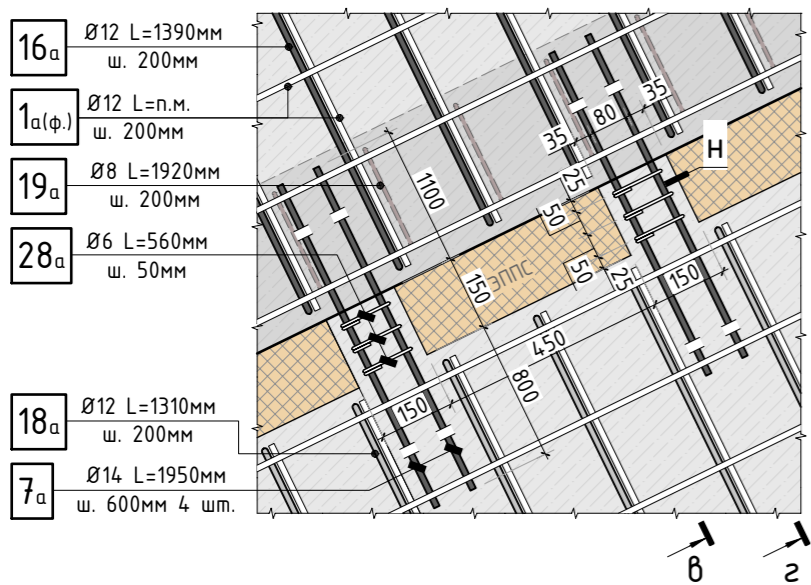 16а
Ø12 L=1390мм
ш. 200мм
1а(ф.)
Ø12 L=п.м.
ш. 200мм
19а
Ø8 L=1920мм
ш. 200мм
28а
Ø6 L=560мм
ш. 50мм
18а
Ø12 L=1310мм
ш. 200мм
7а
Ø14 L=1950мм
ш. 600мм 4 шт.
35
80
35
Н
1100
25
50
50
25
150
ЭППС
150
450
800
150
в
г